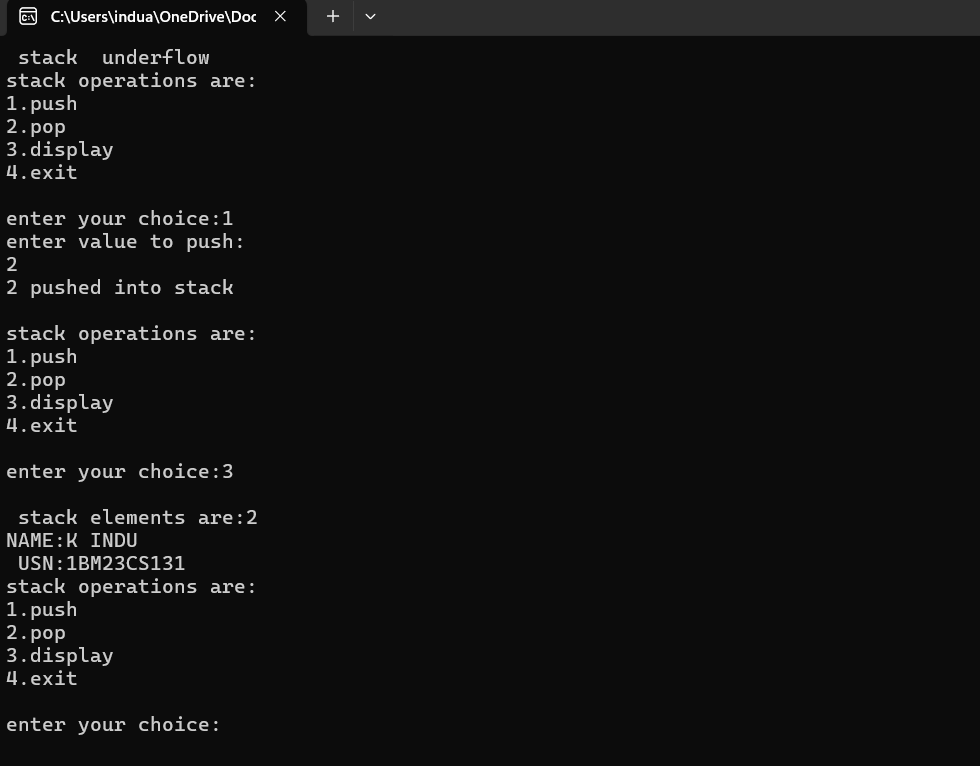 C:\Users\indua\OneDrive\Doc
stack  underflow
stack operations are:
1.push
2.pop
3.display
4.exit
enter your choice:1
enter value to push:
2
2 pushed into stack
stack operations are:
1.push
2.pop
3.display
4.exit
enter your choice:3
stack elements are:2
NAME:K INDU
USN:1BM23CS131
stack operations are:
1.push
2.pop
3.display
4.exit
enter your choice: